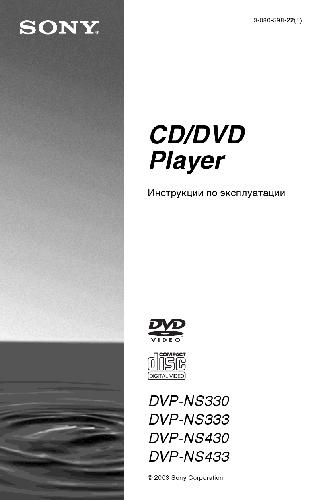 SONY
CD/DVD
Player
Инструкции по эксплуатации
DVD
VIDEO
COMPACT
disc
DIGITAL VIDEO
DVP-NS330
DVP-NS333
DVP-NS430
DVP-NS433
© 2003 Sony Corporation